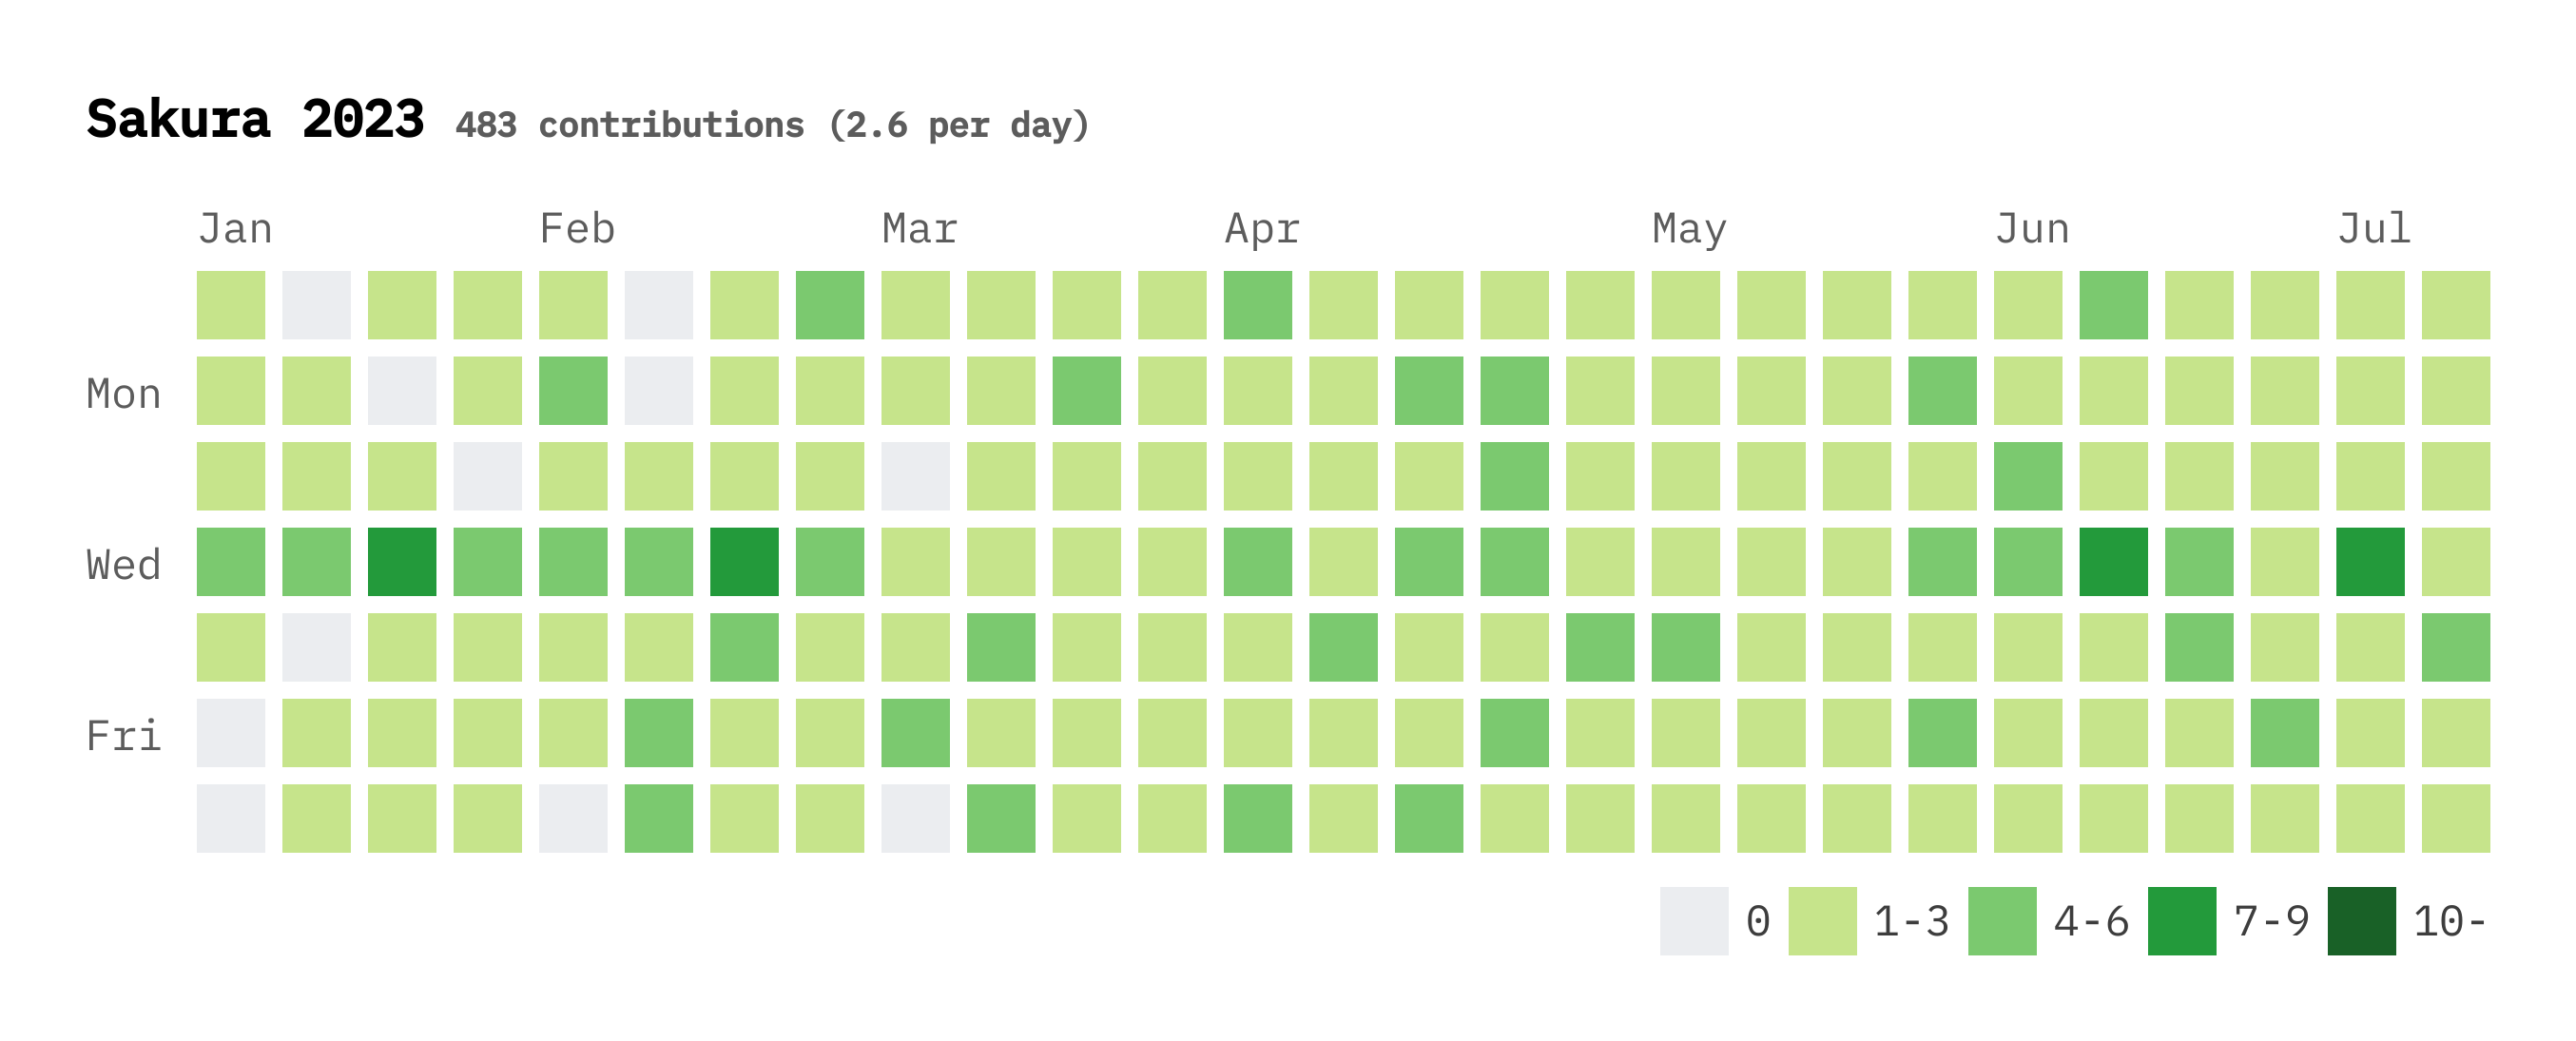 Sakura 2023 483 contributions (2.6 per day)
Jan Feb Mar Apr May Jun Jul
Mon
Wed
Fri
0 1-3 4-6 7-9 10-